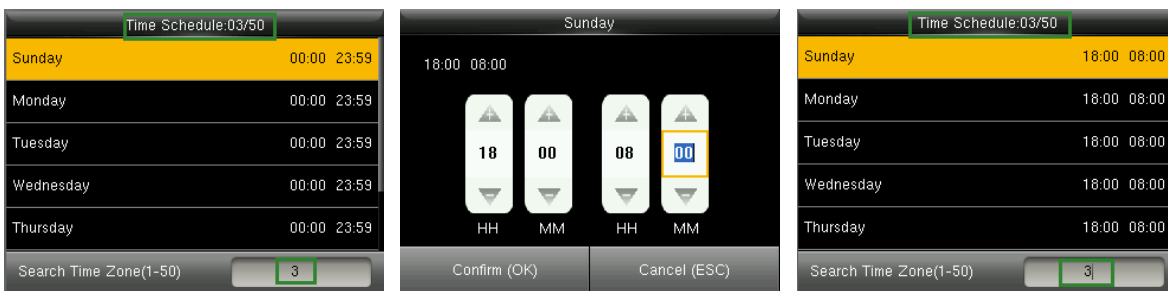 Time Schedule:03/50
Sunday 00:00 23:59
Monday 00:00 23:59
Tuesday 00:00 23:59
Wednesday 00:00 23:59
Thursday 00:00 23:59
Search Time Zone(1-50) 3
Sunday
18:00 08:00
18 00 08 00
HH MM HH MM
Confirm (OK) Cancel (ESC)
Time Schedule:03/50
Sunday 18:00 08:00
Monday 18:00 08:00
Tuesday 18:00 08:00
Wednesday 18:00 08:00
Thursday 18:00 08:00
Search Time Zone(1-50) 3